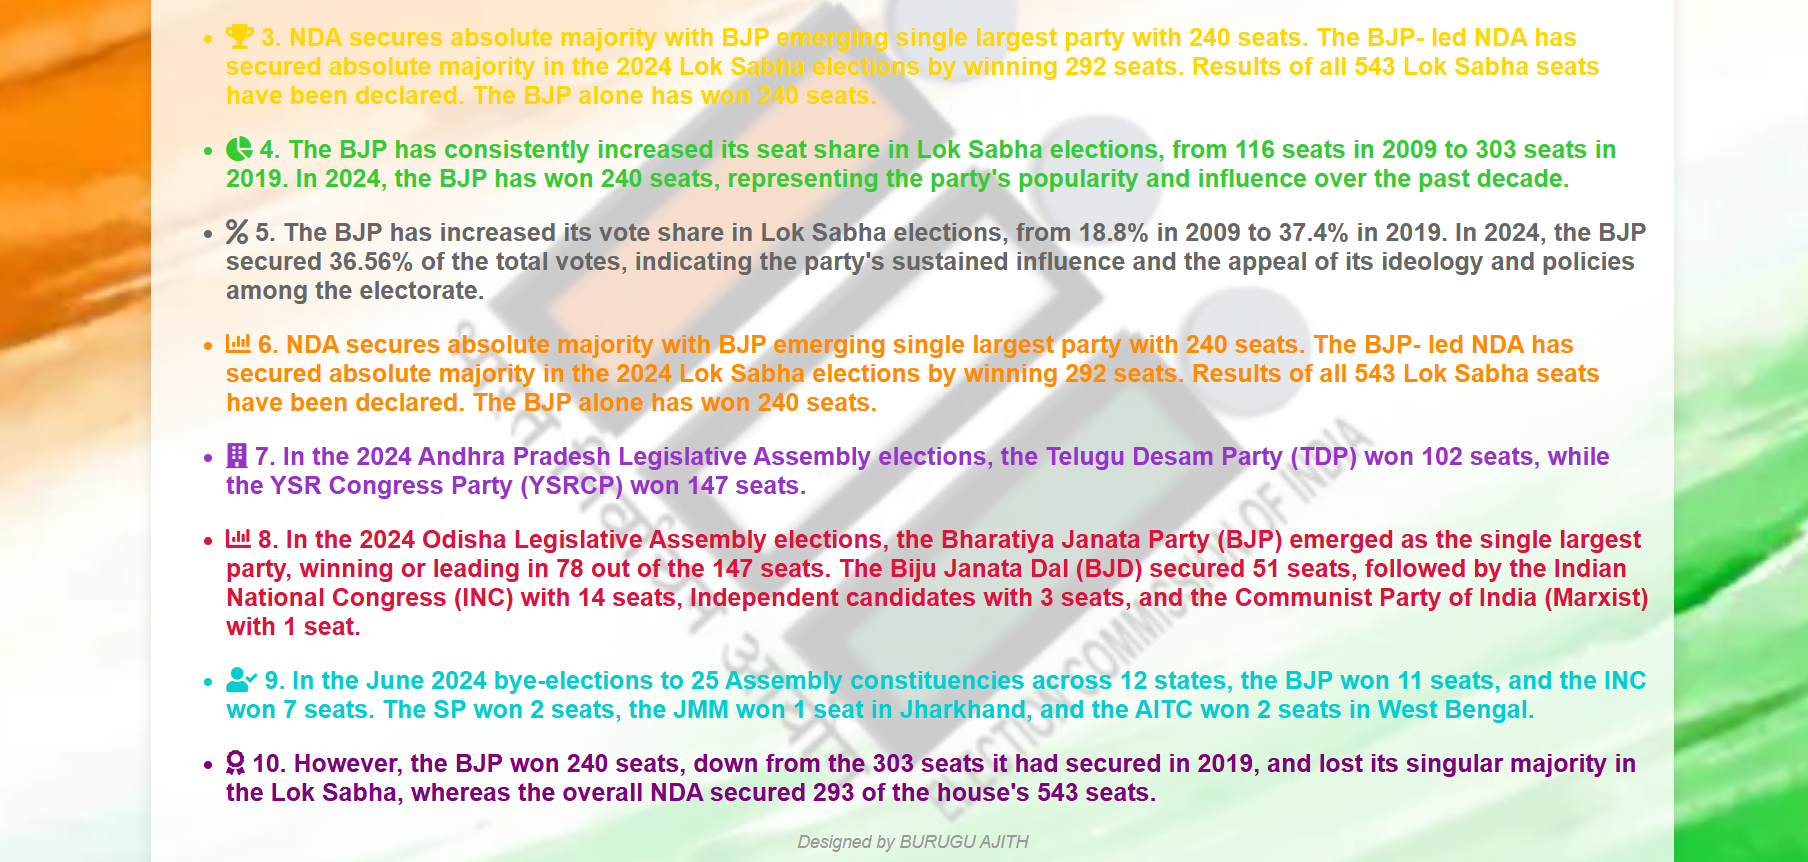 3. NDA secures absolute majority with BJP emerging single largest party with 240 seats. The BJP- led NDA has
secured absolute majority in the 2024 Lok Sabha elections by winning 292 seats. Results of all 543 Lok Sabha seats
have been declared. The BJP alone has won 240 seats.
4. The BJP has consistently increased its seat share in Lok Sabha elections, from 116 seats in 2009 to 303 seats in
2019. In 2024, the BJP has won 240 seats, representing the party's popularity and influence over the past decade.
5. The BJP has increased its vote share in Lok Sabha elections, from 18.8% in 2009 to 37.4% in 2019. In 2024, the BJP
secured 36.56% of the total votes, indicating the party's sustained influence and the appeal of its ideology and policies
among the electorate.
6. NDA secures absolute majority with BJP emerging single largest party with 240 seats. The BJP- led NDA has
secured absolute majority in the 2024 Lok Sabha elections by winning 292 seats. Results of all 543 Lok Sabha seats
have been declared. The BJP alone has won 240 seats.
7. In the 2024 Andhra Pradesh Legislative Assembly elections, the Telugu Desam Party (TDP) won 102 seats, while
the YSR Congress Party (YSRCP) won 147 seats.
8. In the 2024 Odisha Legislative Assembly elections, the Bharatiya Janata Party (BJP) emerged as the single largest
party, winning or leading in 78 out of the 147 seats. The Biju Janata Dal (BJD) secured 51 seats, followed by the Indian
National Congress (INC) with 14 seats, Independent candidates with 3 seats, and the Communist Party of India (Marxist)
with 1 seat.
9. In the June 2024 bye-elections to 25 Assembly constituencies across 12 states, the BJP won 11 seats, and the INC
won 7 seats. The SP won 2 seats, the JMM won 1 seat in Jharkhand, and the AITC won 2 seats in West Bengal.
10. However, the BJP won 240 seats, down from the 303 seats it had secured in 2019, and lost its singular majority in
the Lok Sabha, whereas the overall NDA secured 293 of the house's 543 seats.
Designed by BURUGU AJITH
भारत निर्वाचन आयोग
ELECTION COMMISSION OF INDIA